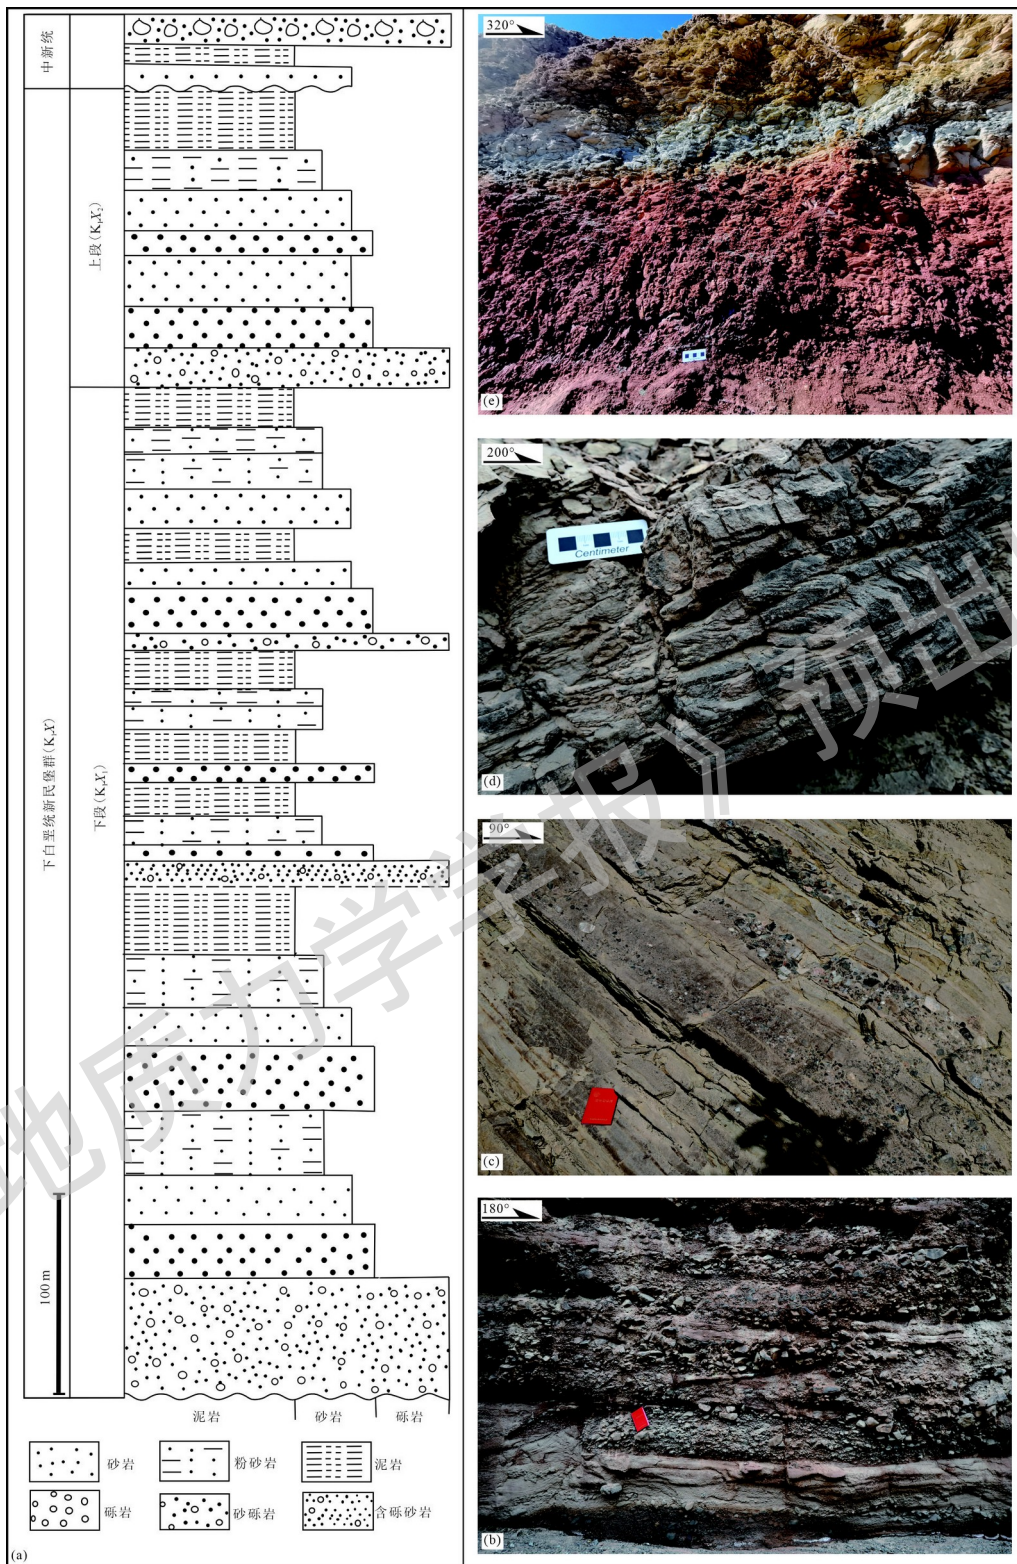 中新统
上段(K₁X₂)
下白垩统新民堡群(K₁X)
下段(K₁X₁)
100 m
泥岩
砂岩
砾岩
砂岩
粉砂岩
泥岩
砾岩
砂砾岩
含砾砂岩
(a)
320°
(e)
200°
Centimeter
(d)
90°
(c)
180°
(b)
地质力学学报》预出